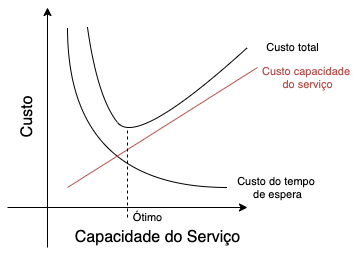 Custo total
Custo capacidade
do serviço
Custo
Custo do tempo
de espera
Ótimo
Capacidade do Serviço